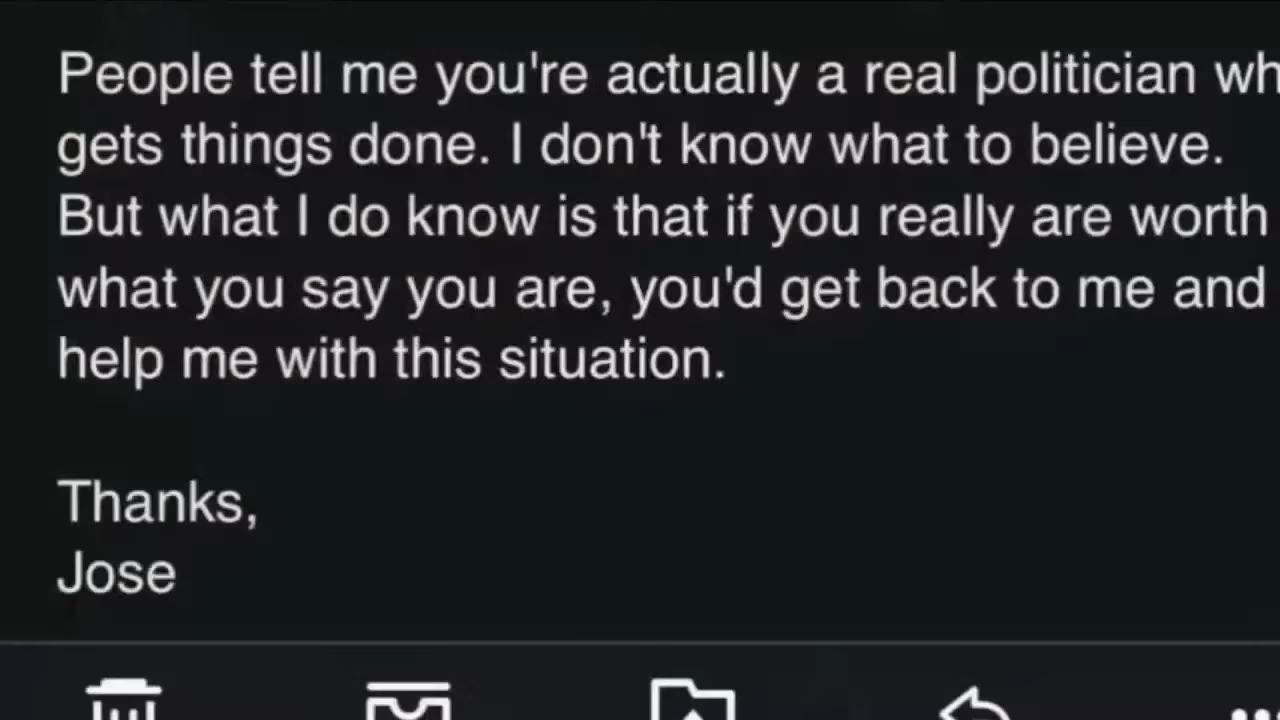 People tell me you're actually a real politician wh
gets things done. I don't know what to believe.
But what I do know is that if you really are worth
what you say you are, you'd get back to me and
help me with this situation.
Thanks,
Jose